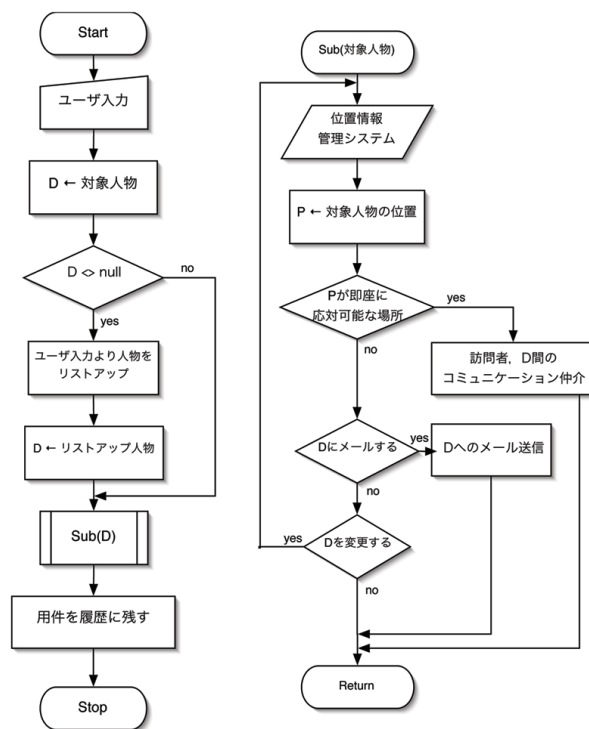 Start
ユーザ入力
D ← 対象人物
D <> null
no
yes
ユーザ入力より人物を
リストアップ
D ← リストアップ人物
Sub(D)
用件を履歴に残す
Stop
Sub(対象人物)
位置情報
管理システム
P ← 対象人物の位置
Pが即座に
応対可能な場所
yes
no
訪問者，D間の
コミュニケーション仲介
Dにメールする
yes
Dへのメール送信
no
Dを変更する
yes
no
Return